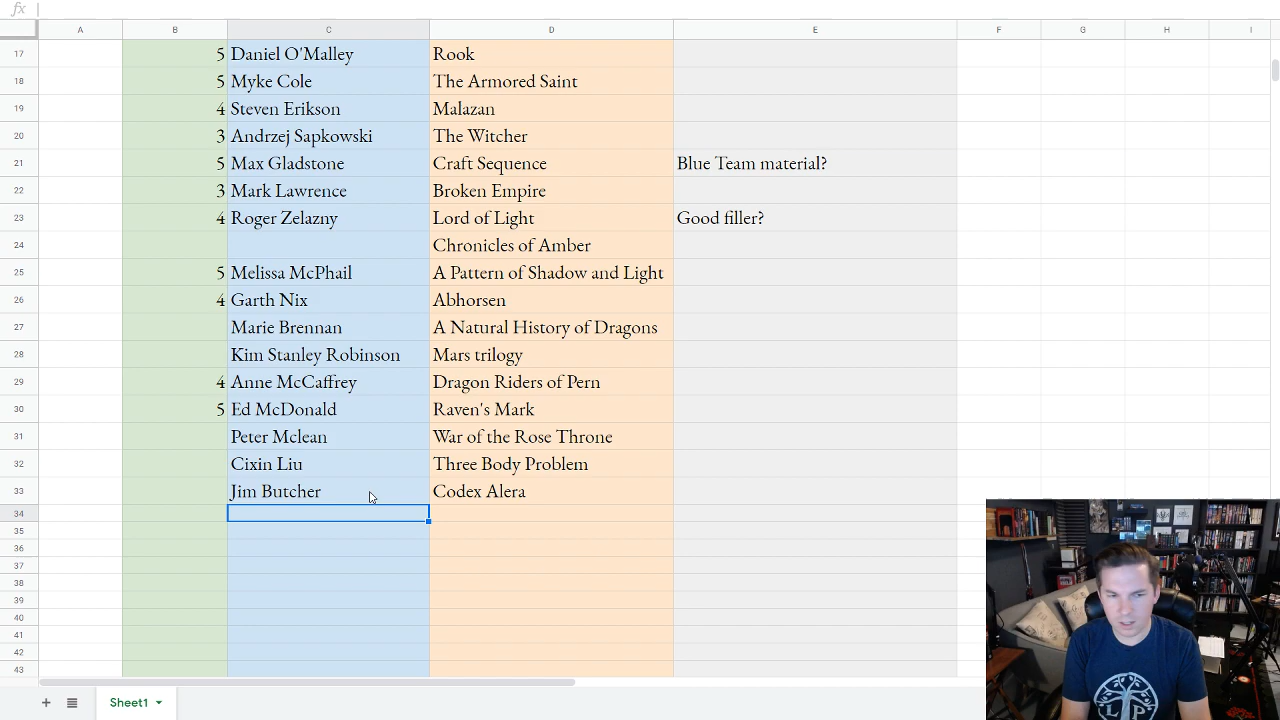 fx
A B C D E F G H I
17 5 Daniel O'Malley Rook
18 5 Myke Cole The Armored Saint
19 4 Steven Erikson Malazan
20 3 Andrzej Sapkowski The Witcher
21 5 Max Gladstone Craft Sequence Blue Team material?
22 3 Mark Lawrence Broken Empire
23 4 Roger Zelazny Lord of Light Good filler?
24 Chronicles of Amber
25 5 Melissa McPhail A Pattern of Shadow and Light
26 4 Garth Nix Abhorsen
27 Marie Brennan A Natural History of Dragons
28 Kim Stanley Robinson Mars trilogy
29 4 Anne McCaffrey Dragon Riders of Pern
30 5 Ed McDonald Raven's Mark
31 Peter Mclean War of the Rose Throne
32 Cixin Liu Three Body Problem
33 Jim Butcher Codex Alera
34
35
36
37
38
39
40
41
42
43
Sheet1
L P